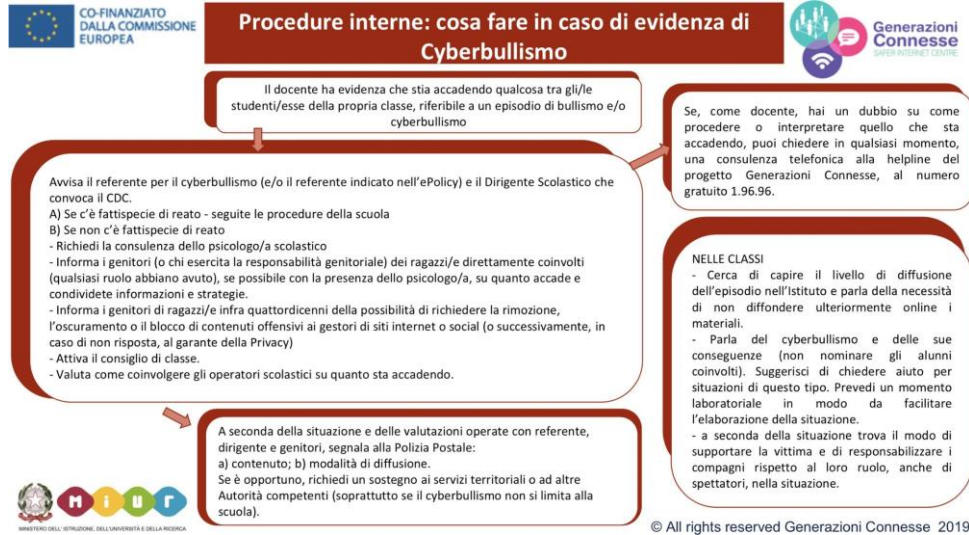 CO-FINANZIATO
DALLA COMMISSIONE
EUROPEA
Procedure interne: cosa fare in caso di evidenza di
Cyberbullismo
Generazioni
Connesse
SAFER INTERNET CENTRE
Il docente ha evidenza che stia accadendo qualcosa tra gli/le
studenti/esse della propria classe, riferibile a un episodio di bullismo e/o
cyberbullismo
Se, come docente, hai un dubbio su come
procedere o interpretare quello che sta
accadendo, puoi chiedere in qualsiasi momento,
una consulenza telefonica alla helpline del
progetto Generazioni Connesse, al numero
gratuito 1.96.96.
Avvisa il referente per il cyberbullismo (e/o il referente indicato nell'ePolicy) e il Dirigente Scolastico che
convoca il CDC.
A) Se c'è fattispecie di reato - seguite le procedure della scuola
B) Se non c'è fattispecie di reato
- Richiedi la consulenza dello psicologo/a scolastico
- Informa i genitori (o chi esercita la responsabilità genitoriale) dei ragazzi/e direttamente coinvolti
(qualsiasi ruolo abbiano avuto), se possibile con la presenza dello psicologo/a, su quanto accade e
condividete informazioni e strategie.
- Informa i genitori di ragazzi/e infra quattordicenni della possibilità di richiedere la rimozione,
l'oscuramento o il blocco di contenuti offensivi ai gestori di siti internet o social (o successivamente, in
caso di non risposta, al garante della Privacy)
- Attiva il consiglio di classe.
- Valuta come coinvolgere gli operatori scolastici su quanto sta accadendo.
NELLE CLASSI
- Cerca di capire il livello di diffusione
dell'episodio nell'Istituto e parla della necessità
di non diffondere ulteriormente online i
materiali.
- Parla del cyberbullismo e delle sue
conseguenze (non nominare gli alunni
coinvolti). Suggerisci di chiedere aiuto per
situazioni di questo tipo. Prevedi un momento
laboratoriale in modo da facilitare
l'elaborazione della situazione.
- a seconda della situazione trova il modo di
supportare la vittima e di responsabilizzare i
compagni rispetto al loro ruolo, anche di
spettatori, nella situazione.
A seconda della situazione e delle valutazioni operate con referente,
dirigente e genitori, segnala alla Polizia Postale:
a) contenuto; b) modalità di diffusione.
Se è opportuno, richiedi un sostegno ai servizi territoriali o ad altre
Autorità competenti (soprattutto se il cyberbullismo non si limita alla
scuola).
miur
MINISTERO DELL'ISTRUZIONE, DELL'UNIVERSITÀ E DELLA RICERCA
© All rights reserved Generazioni Connesse 2019